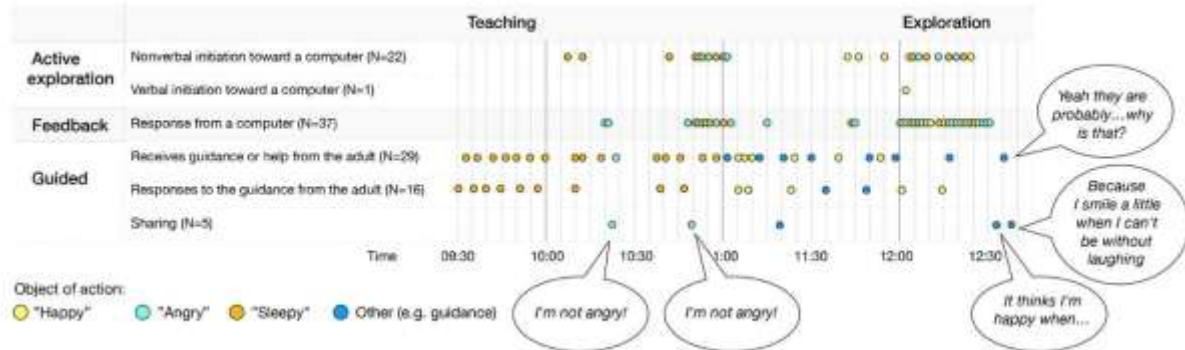 Teaching
Exploration
Active
exploration
Nonverbal initiation toward a computer (N=22)
Verbal initiation toward a computer (N=1)
Feedback
Response from a computer (N=37)
Guided
Receives guidance or help from the adult (N=29)
Responses to the guidance from the adult (N=16)
Sharing (N=5)
Time
09:30
10:00
10:30
1:00
11:30
12:00
12:30
Yeah they are
probably...why
is that?
Because
I smile a little
when I can't
be without
laughing
It thinks I'm
happy when...
I'm not angry!
I'm not angry!
Object of action:
"Happy"
"Angry"
"Sleepy"
Other (e.g. guidance)